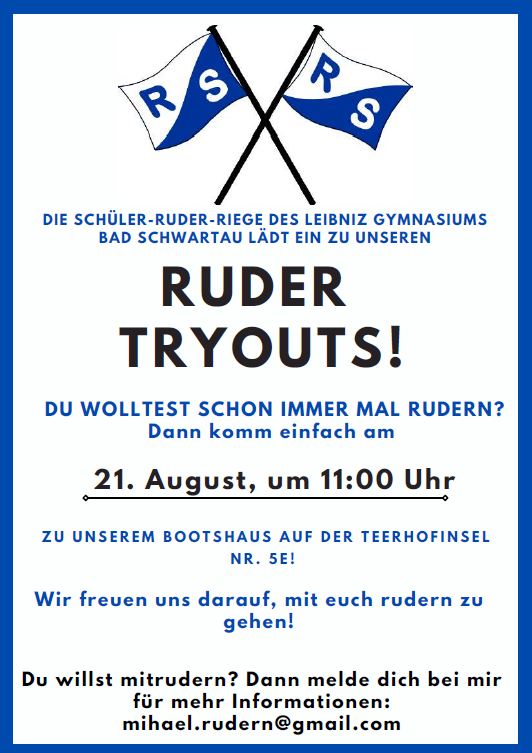 R S
R S
DIE SCHÜLER-RUDER-RIEGE DES LEIBNIZ GYMNASIUMS
BAD SCHWARTAU LÄDT EIN ZU UNSEREN
RUDER
TRYOUTS!
DU WOLLTEST SCHON IMMER MAL RUDERN?
Dann komm einfach am
21. August, um 11:00 Uhr
ZU UNSEREM BOOTSHAUS AUF DER TEERHOFINSEL
NR. 5E!
Wir freuen uns darauf, mit euch rudern zu
gehen!
Du willst mitrudern? Dann melde dich bei mir
für mehr Informationen:
mihael.rudern@gmail.com